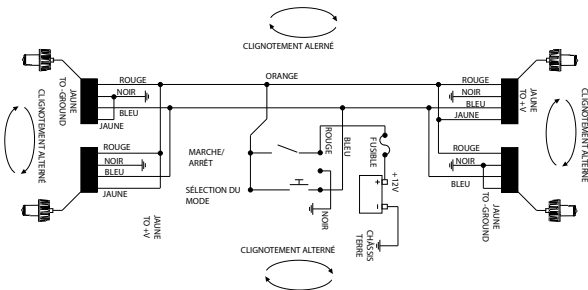 CLIGNOTEMENT ALERNÉ
ROUGE
NOIR
BLEU
JAUNE
JAUNE
TO -GROUND
CLIGNOTEMENT ALTERNÉ
ORANGE
ROUGE
NOIR
BLEU
JAUNE
JAUNE
TO +V
CLIGNOTEMENT ALTERNÉ
ROUGE
NOIR
BLEU
JAUNE
JAUNE
TO +V
MARCHE/
ARRÊT
SÉLECTION DU
MODE
ROUGE
BLEU
NOIR
FUSIBLE
+12V
+
-
CHÂSSIS
TERRE
ROUGE
NOIR
BLEU
JAUNE
TO -GROUND
CLIGNOTEMENT ALTERNÉ